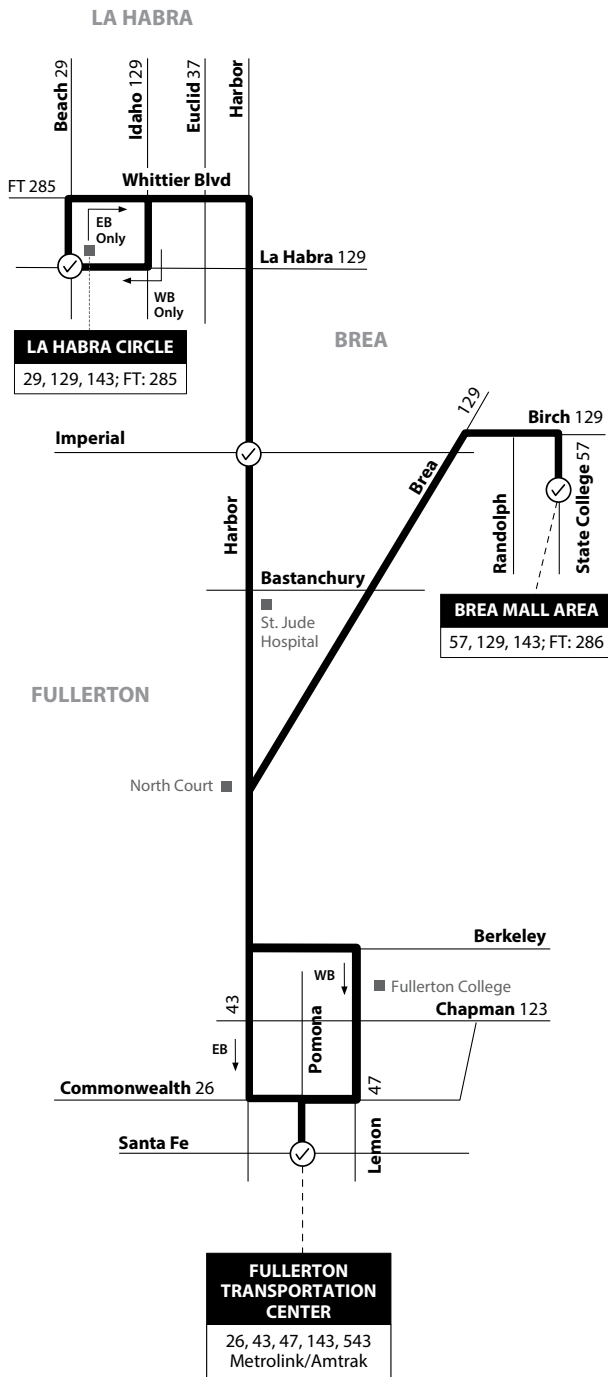 LA HABRA
Beach 29
Idaho 129
Euclid 37
Harbor
FT 285
Whittier Blvd
EB
Only
La Habra 129
WB
Only
LA HABRA CIRCLE
29, 129, 143; FT: 285
BREA
129
Birch 129
Imperial
Brea
Randolph
State College 57
Harbor
Bastanchury
St. Jude
Hospital
BREA MALL AREA
57, 129, 143; FT: 286
FULLERTON
North Court
Berkeley
WB
Fullerton College
43
Chapman 123
Pomona
EB
47
Commonwealth 26
Lemon
Santa Fe
FULLERTON
TRANSPORTATION
CENTER
26, 43, 47, 143, 543
Metrolink/Amtrak